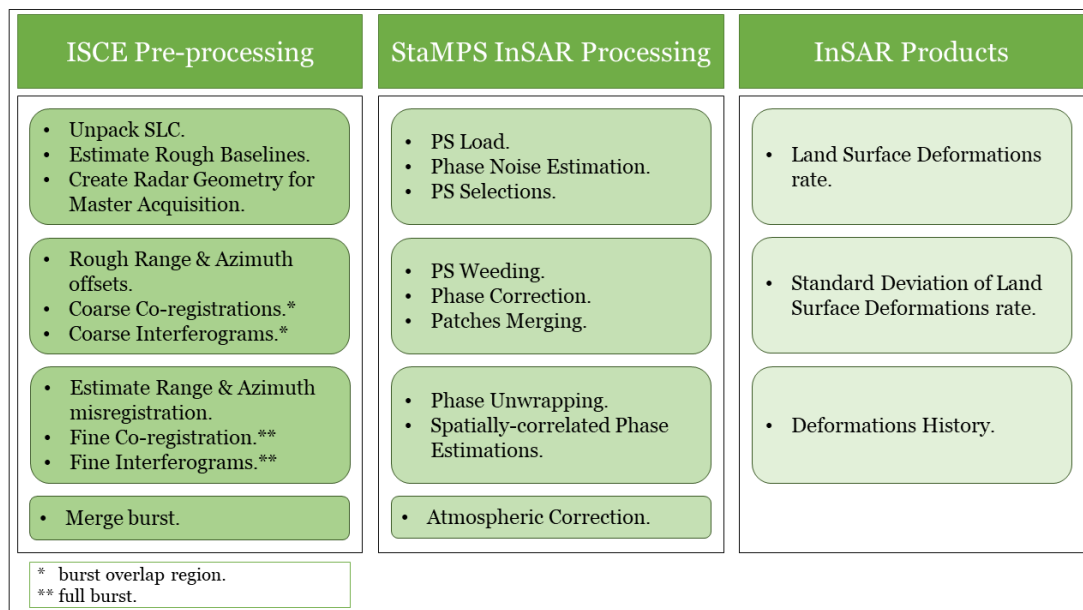 ISCE Pre-processing
• Unpack SLC.
• Estimate Rough Baselines.
• Create Radar Geometry for
Master Acquisition.
• Rough Range & Azimuth
offsets.
• Coarse Co-registrations.*
• Coarse Interferograms.*
• Estimate Range & Azimuth
misregistration.
• Fine Co-registration.**
• Fine Interferograms.**
• Merge burst.
* burst overlap region.
** full burst.
StaMPS InSAR Processing
• PS Load.
• Phase Noise Estimation.
• PS Selections.
• PS Weeding.
• Phase Correction.
• Patches Merging.
• Phase Unwrapping.
• Spatially-correlated Phase
Estimations.
• Atmospheric Correction.
InSAR Products
• Land Surface Deformations
rate.
• Standard Deviation of Land
Surface Deformations rate.
• Deformations History.